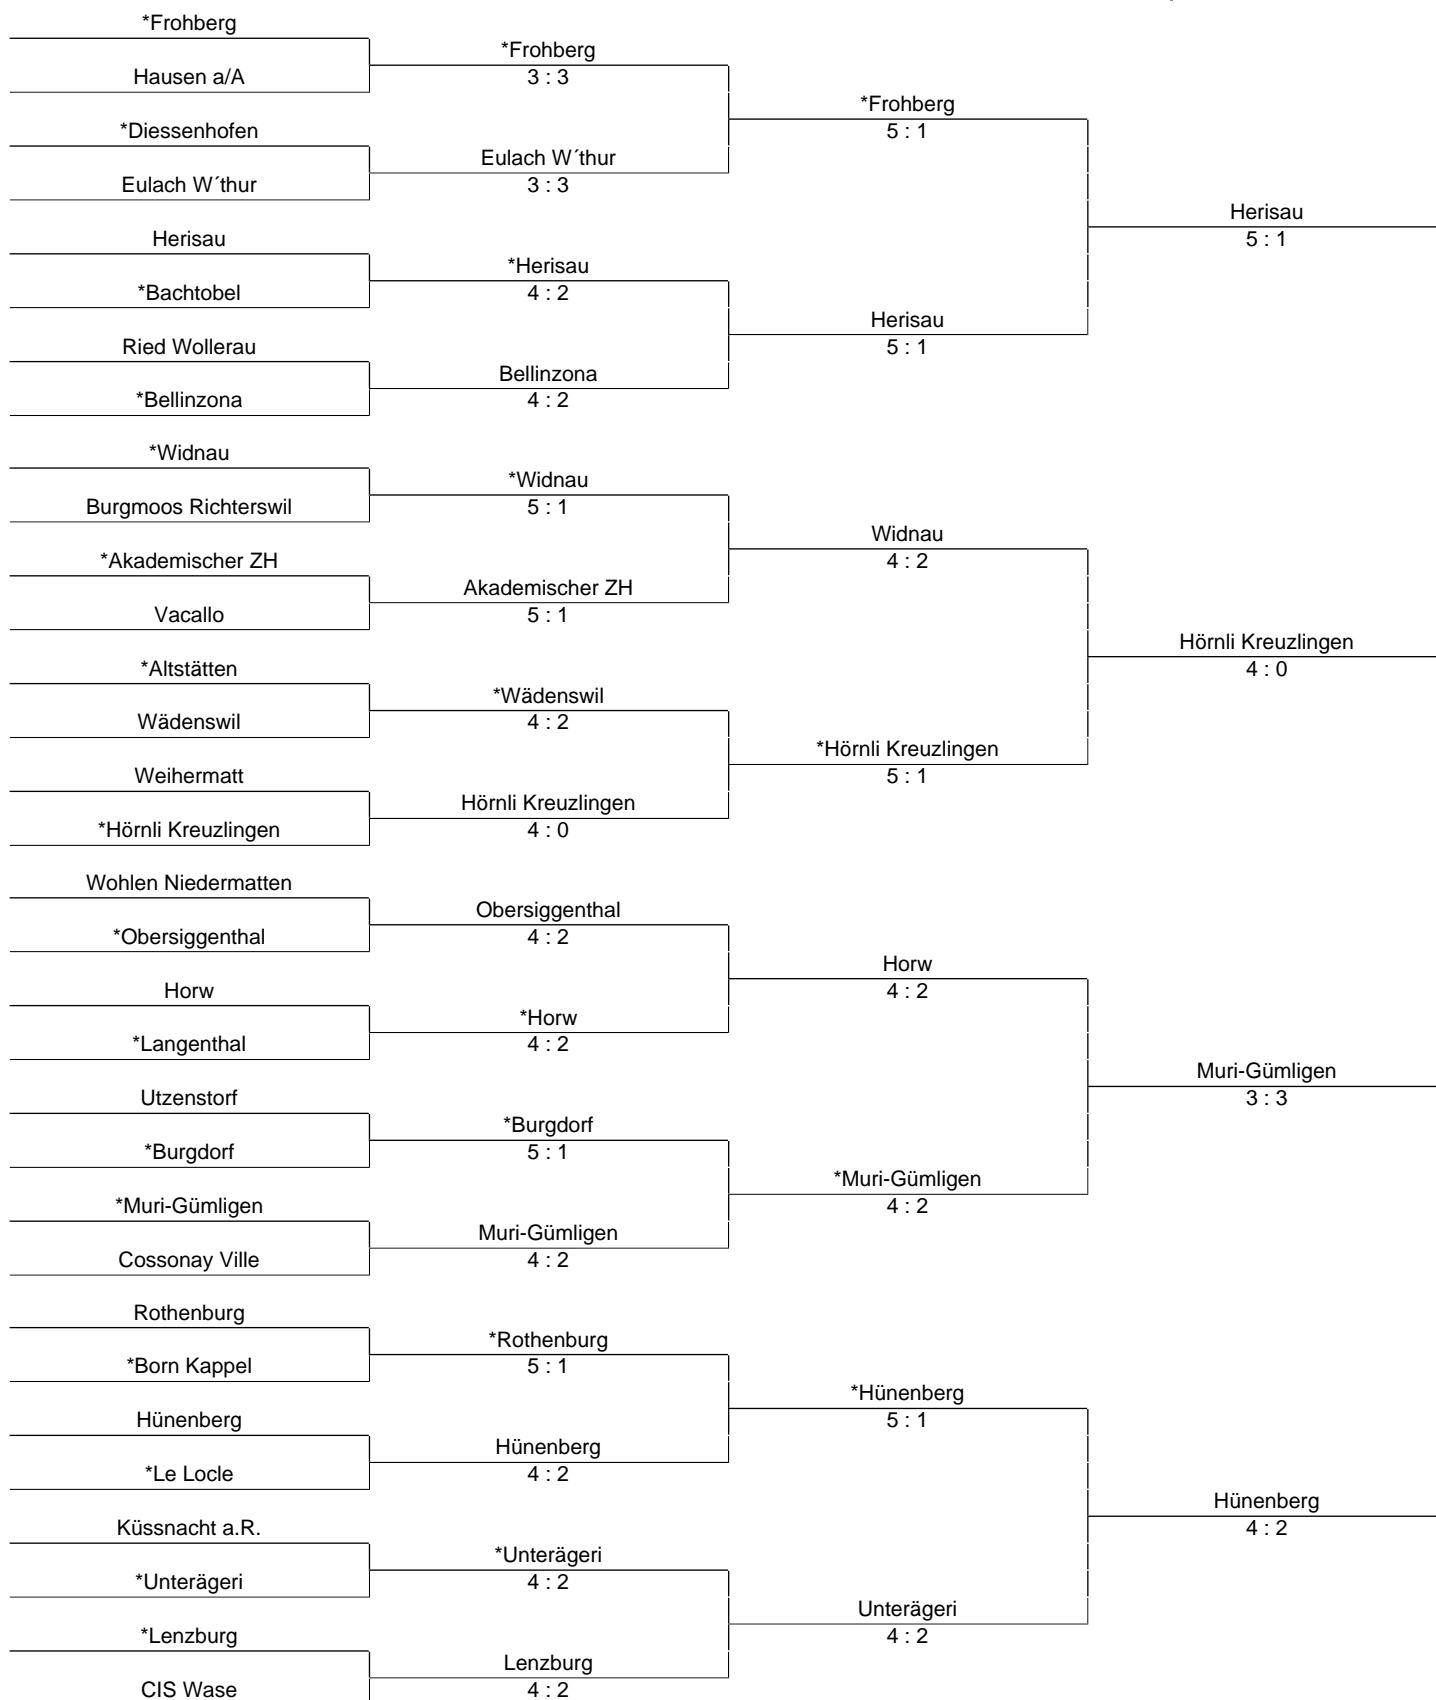 *Frohberg
Hausen a/A
*Diessenhofen
Eulach W´thur
Herisau
*Bachtobel
Ried Wollerau
*Bellinzona
*Widnau
Burgmoos Richterswil
*Akademischer ZH
Vacallo
*Altstätten
Wädenswil
Weihermatt
*Hörnli Kreuzlingen
Wohlen Niedermatten
*Obersiggenthal
Horw
*Langenthal
Utzenstorf
*Burgdorf
*Muri-Gümligen
Cossonay Ville
Rothenburg
*Born Kappel
Hünenberg
*Le Locle
Küssnacht a.R.
*Unterägeri
*Lenzburg
CIS Wase
*Frohberg
3 : 3
Eulach W´thur
3 : 3
*Herisau
4 : 2
Bellinzona
4 : 2
*Widnau
5 : 1
Akademischer ZH
5 : 1
*Wädenswil
4 : 2
Hörnli Kreuzlingen
4 : 0
Obersiggenthal
4 : 2
*Horw
4 : 2
*Burgdorf
5 : 1
Muri-Gümligen
4 : 2
*Rothenburg
5 : 1
Hünenberg
4 : 2
*Unterägeri
4 : 2
Lenzburg
4 : 2
*Frohberg
5 : 1
Herisau
5 : 1
Widnau
4 : 2
*Hörnli Kreuzlingen
5 : 1
Horw
4 : 2
*Muri-Gümligen
4 : 2
*Hünenberg
5 : 1
Unterägeri
4 : 2
Herisau
5 : 1
Hörnli Kreuzlingen
4 : 0
Muri-Gümligen
3 : 3
Hünenberg
4 : 2